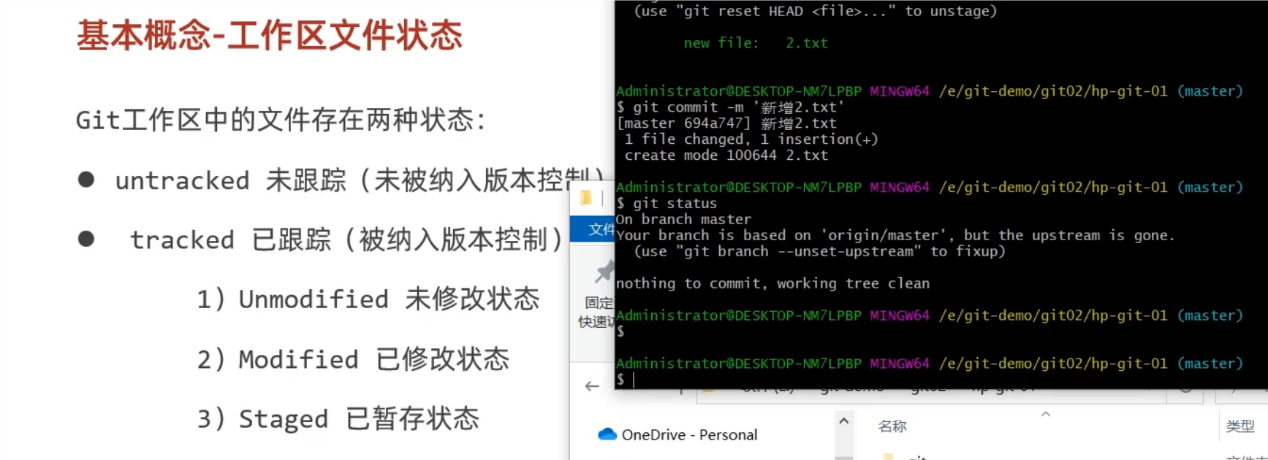 基本概念-工作区文件状态
Git工作区中的文件存在两种状态：
● untracked 未跟踪（未被纳入版本控制）
● tracked 已跟踪（被纳入版本控制）
1）Unmodified 未修改状态
2）Modified 已修改状态
3）Staged 已暂存状态
(use "git reset HEAD <file>..." to unstage)
new file:   2.txt
Administrator@DESKTOP-NM7LPBP MINGW64 /e/git-demo/git02/hp-git-01 (master)
$ git commit -m '新增2.txt'
[master 694a747] 新增2.txt
1 file changed, 1 insertion(+)
create mode 100644 2.txt
Administrator@DESKTOP-NM7LPBP MINGW64 /e/git-demo/git02/hp-git-01 (master)
$ git status
On branch master
Your branch is based on 'origin/master', but the upstream is gone.
(use "git branch --unset-upstream" to fixup)
nothing to commit, working tree clean
Administrator@DESKTOP-NM7LPBP MINGW64 /e/git-demo/git02/hp-git-01 (master)
$
Administrator@DESKTOP-NM7LPBP MINGW64 /e/git-demo/git02/hp-git-01 (master)
$
文件
固定
快速访
OneDrive - Personal
名称
类型